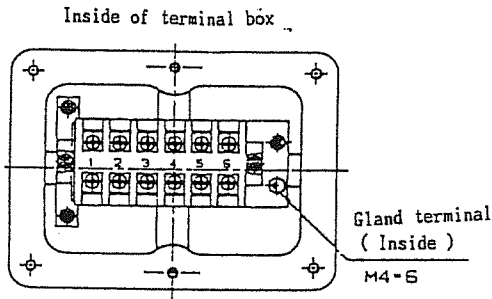 Inside of terminal box
1 2 3 4 5 6
Gland terminal
( Inside )
M4-6